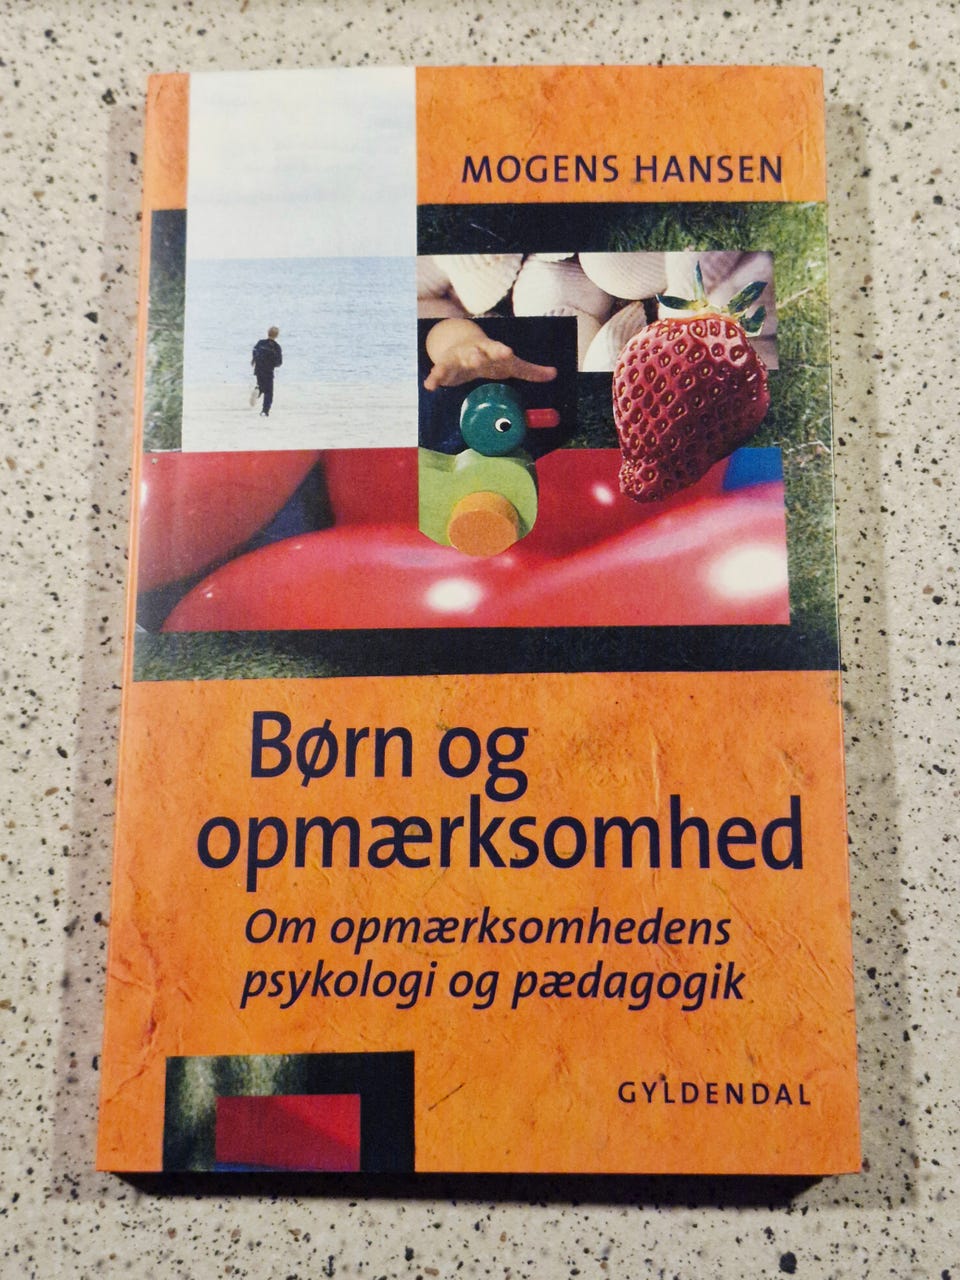 MOGENS HANSEN
Børn og
opmærksomhed
Om opmærksomhedens
psykologi og pædagogik
GYLDENDAL